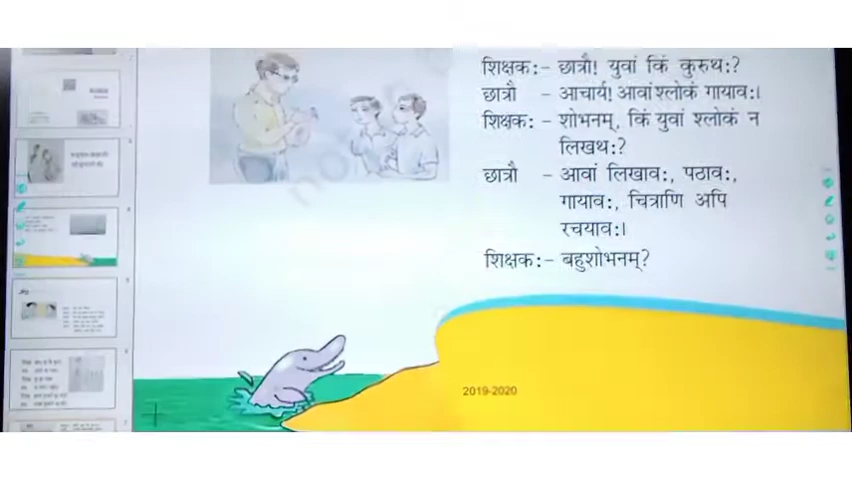 शिक्षक:- छात्रौ! युवां किं कुरुथ:?
छात्रौ - आचार्य! आवां श्लोकं गायाव:।
शिक्षक:- शोभनम्, किं युवां श्लोकं न
लिखथ:?
छात्रौ - आवां लिखाव:, पठाव:,
गायाव:, चित्राणि अपि
रचयाव:।
शिक्षक:- बहुशोभनम्?
2019-2020